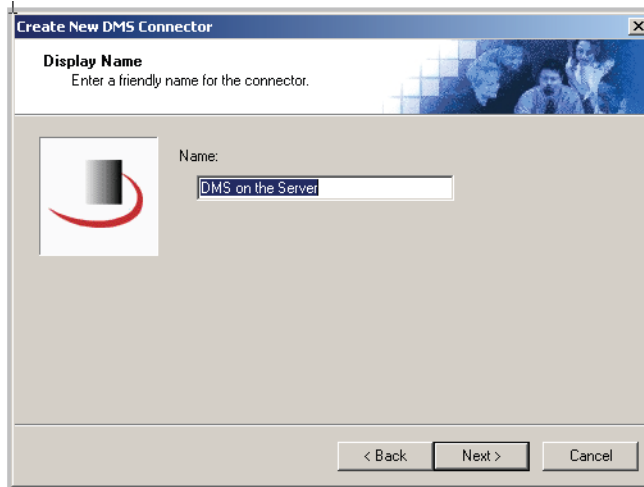 Create New DMS Connector
Display Name
Enter a friendly name for the connector.
Name:
DMS on the Server
< Back
Next >
Cancel